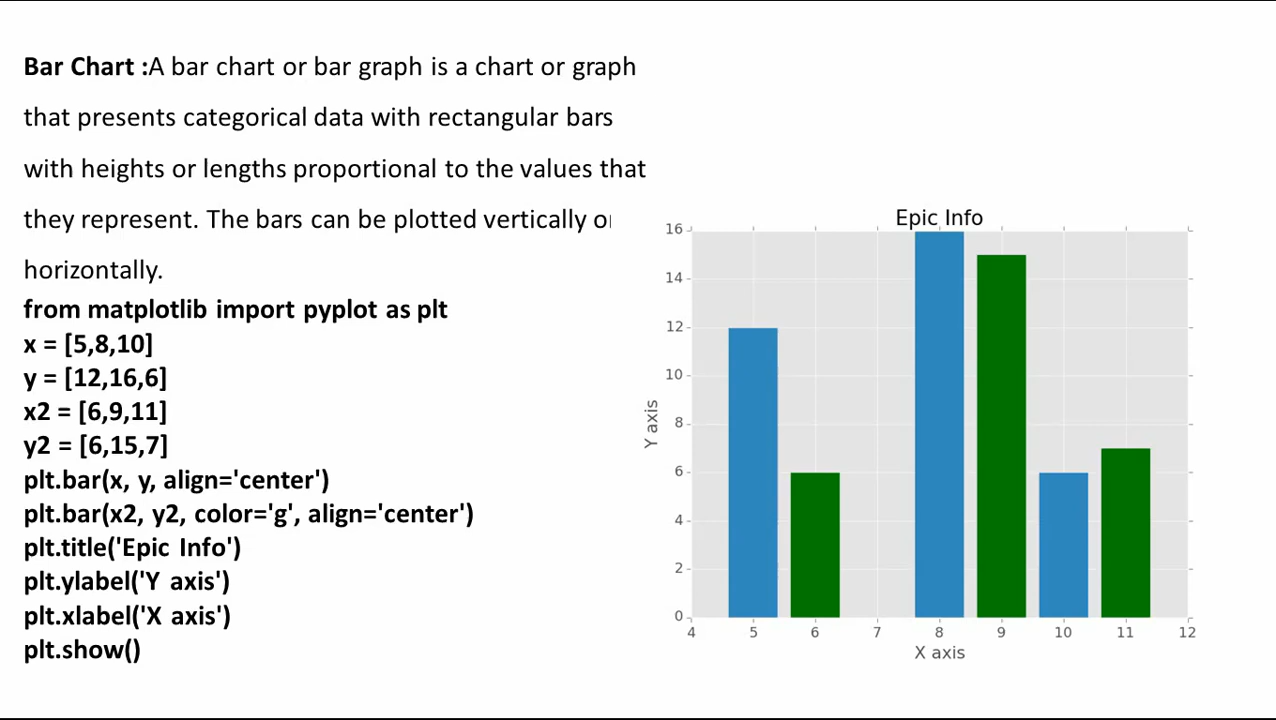 Bar Chart :A bar chart or bar graph is a chart or graph
that presents categorical data with rectangular bars
with heights or lengths proportional to the values that
they represent. The bars can be plotted vertically or
horizontally.
from matplotlib import pyplot as plt
x = [5,8,10]
y = [12,16,6]
x2 = [6,9,11]
y2 = [6,15,7]
plt.bar(x, y, align='center')
plt.bar(x2, y2, color='g', align='center')
plt.title('Epic Info')
plt.ylabel('Y axis')
plt.xlabel('X axis')
plt.show()
Epic Info
16
14
12
10
8
6
4
2
0
Y axis
4 5 6 7 8 9 10 11 12
X axis